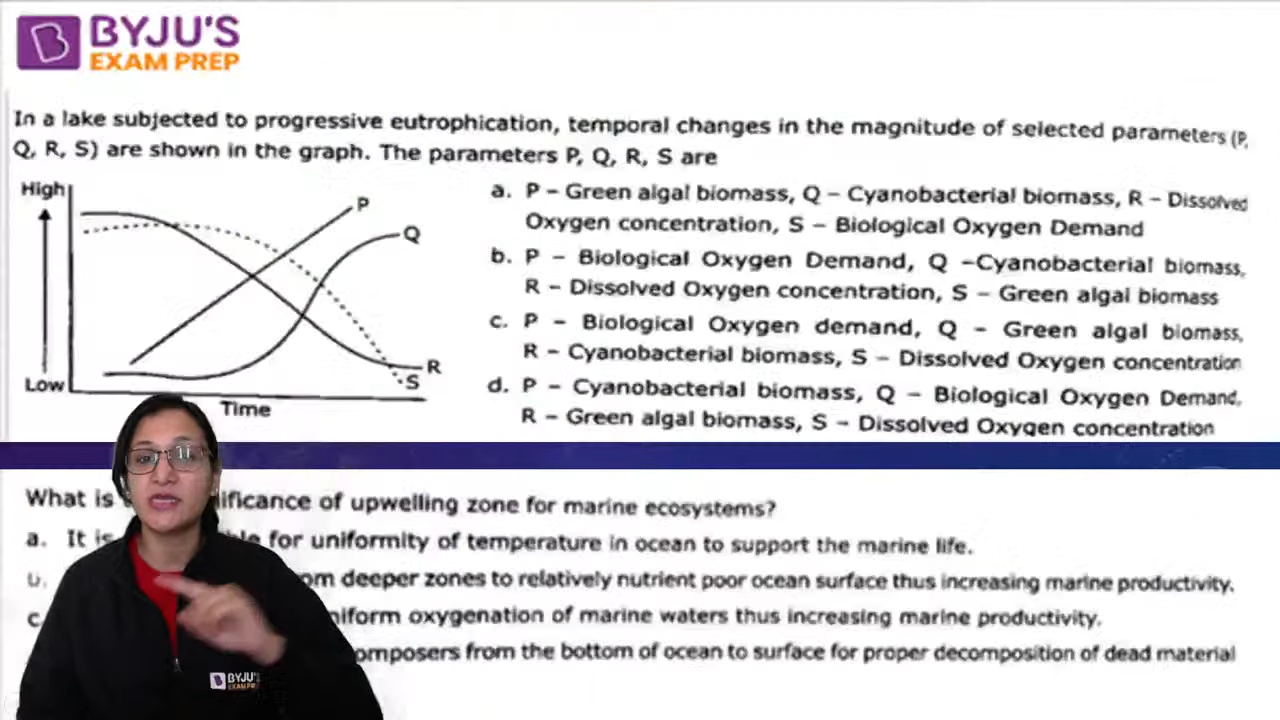 BYJU'S
EXAM PREP
In a lake subjected to progressive eutrophication, temporal changes in the magnitude of selected parameters (P,
Q, R, S) are shown in the graph. The parameters P, Q, R, S are
High
Low
Time
P
Q
R
S
a. P – Green algal biomass, Q – Cyanobacterial biomass, R – Dissolved
Oxygen concentration, S – Biological Oxygen Demand
b. P – Biological Oxygen Demand, Q –Cyanobacterial biomass,
R – Dissolved Oxygen concentration, S – Green algal biomass
c. P – Biological Oxygen demand, Q – Green algal biomass,
R – Cyanobacterial biomass, S – Dissolved Oxygen concentration
d. P – Cyanobacterial biomass, Q – Biological Oxygen Demand,
R – Green algal biomass, S – Dissolved Oxygen concentration
What is of upwelling zone for marine ecosystems?
a. It is for uniformity of temperature in ocean to support the marine life.
deeper zones to relatively nutrient poor ocean surface thus increasing marine productivity.
c. oxygenation of marine waters thus increasing marine productivity.
from the bottom of ocean to surface for proper decomposition of dead material
BYJU'S
EXAM PREP